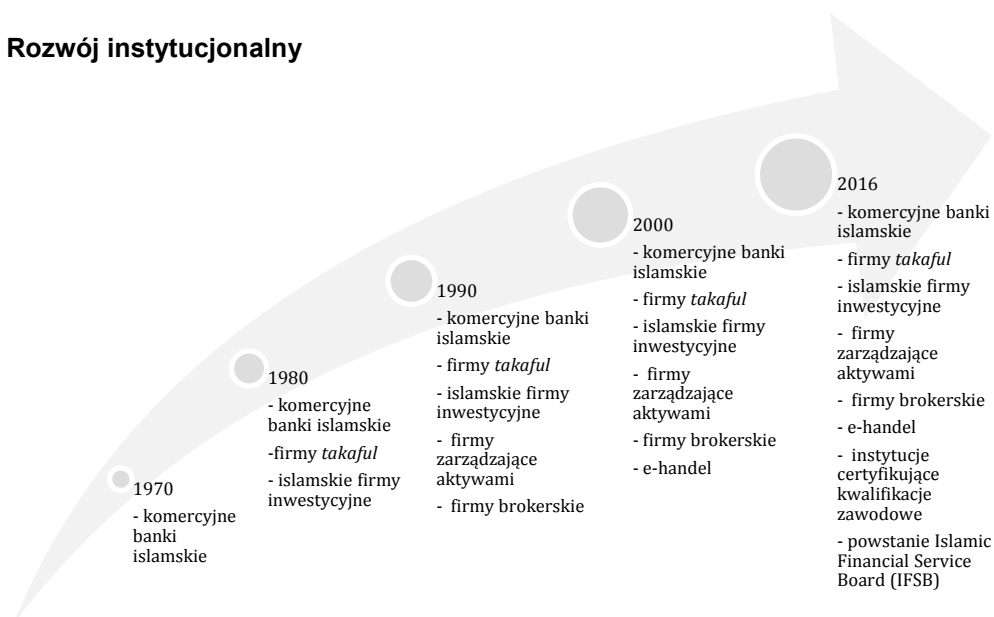 Rozwój instytucjonalny
1970
- komercyjne
banki
islamskie
1980
- komercyjne
banki islamskie
-firmy takaful
- islamskie firmy
inwestycyjne
1990
- komercyjne banki
islamskie
- firmy takaful
- islamskie firmy
inwestycyjne
- firmy
zarządzające
aktywami
- firmy brokerskie
2000
- komercyjne banki
islamskie
- firmy takaful
- islamskie firmy
inwestycyjne
- firmy
zarządzające
aktywami
- firmy brokerskie
- e-handel
2016
- komercyjne banki
islamskie
- firmy takaful
- islamskie firmy
inwestycyjne
- firmy
zarządzające
aktywami
- firmy brokerskie
- e-handel
- instytucje
certyfikujące
kwalifikacje
zawodowe
- powstanie Islamic
Financial Service
Board (IFSB)